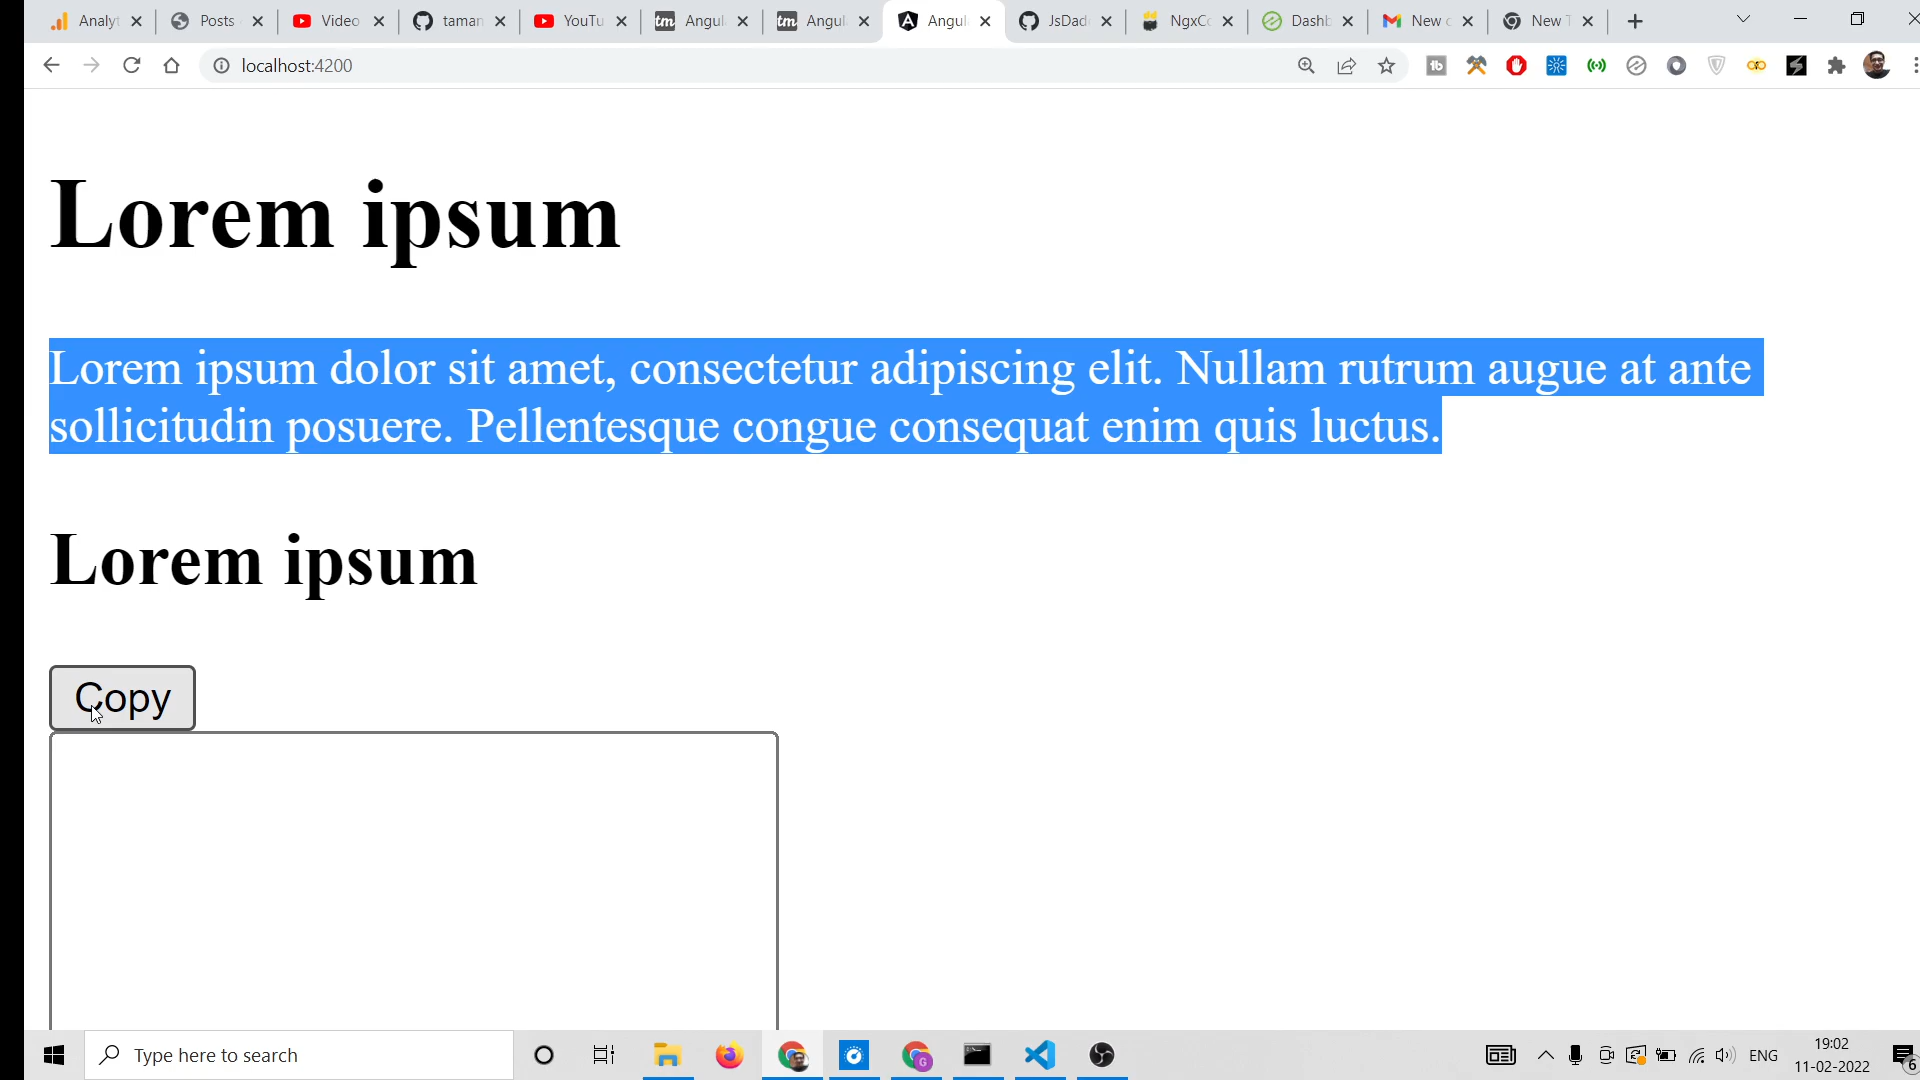 Analyt
Posts
Video
taman
YouTu
Angul
Angul
Angul
JsDad
NgxCo
Dashb
New c
New T
localhost:4200
Lorem ipsum
Lorem ipsum dolor sit amet, consectetur adipiscing elit. Nullam rutrum augue at ante
sollicitudin posuere. Pellentesque congue consequat enim quis luctus.
Lorem ipsum
Copy
Type here to search
ENG
19:02
11-02-2022
6